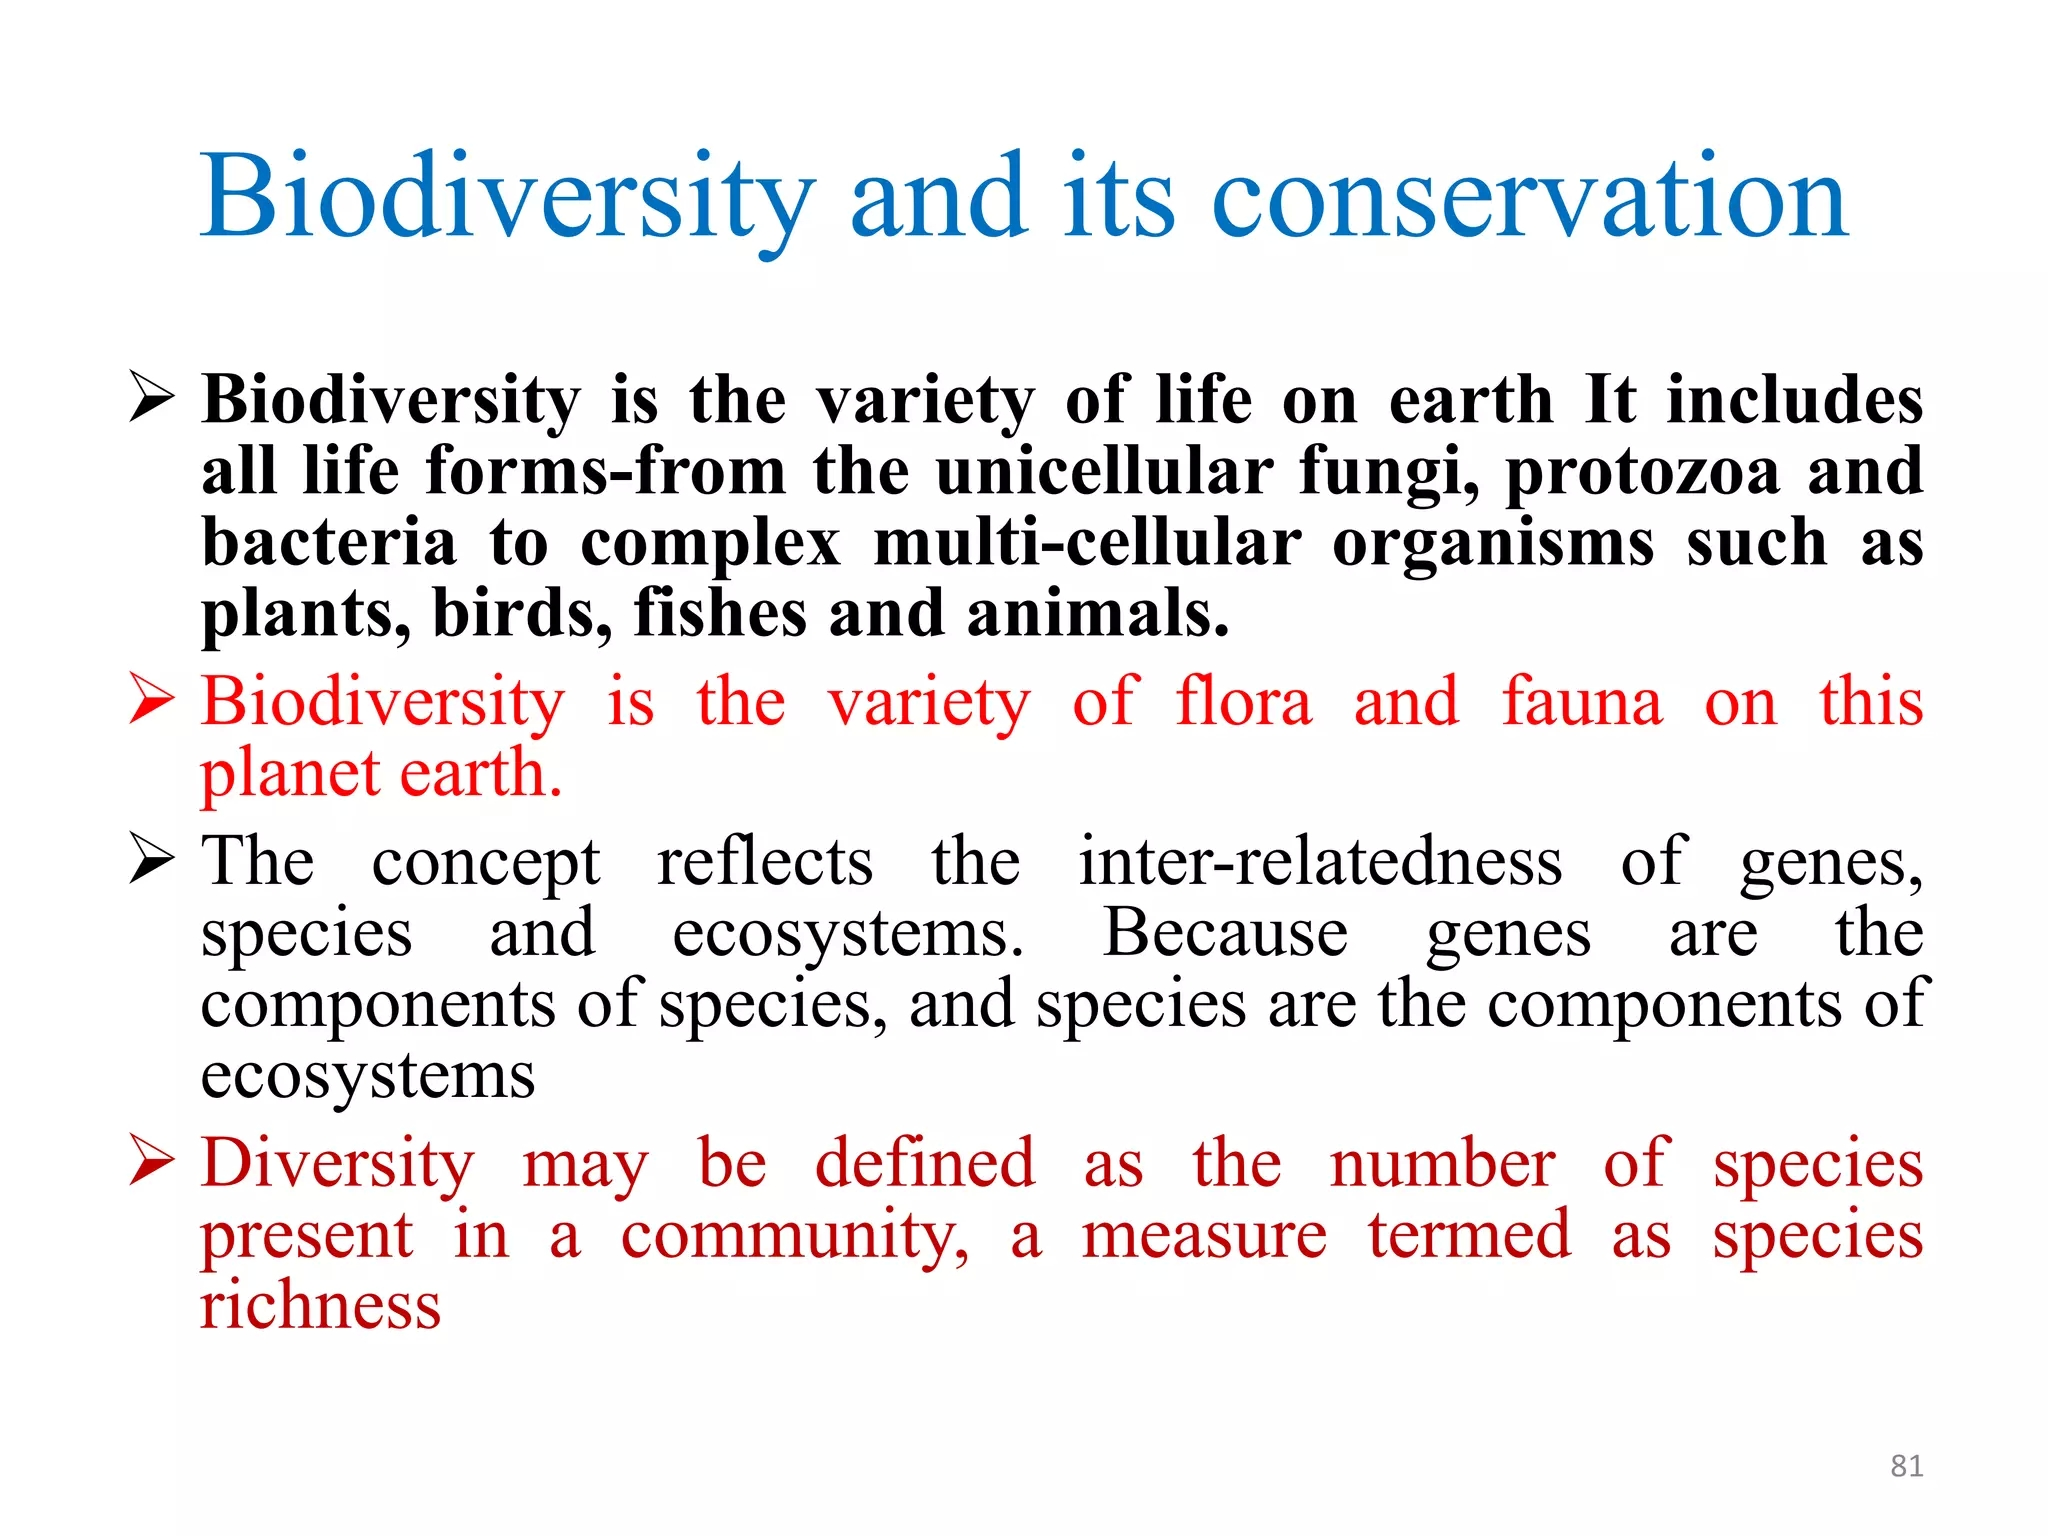 Biodiversity and its conservation
➢ Biodiversity is the variety of life on earth It includes
all life forms-from the unicellular fungi, protozoa and
bacteria to complex multi-cellular organisms such as
plants, birds, fishes and animals.
➢ Biodiversity is the variety of flora and fauna on this
planet earth.
➢ The concept reflects the inter-relatedness of genes,
species and ecosystems. Because genes are the
components of species, and species are the components of
ecosystems
➢ Diversity may be defined as the number of species
present in a community, a measure termed as species
richness
81